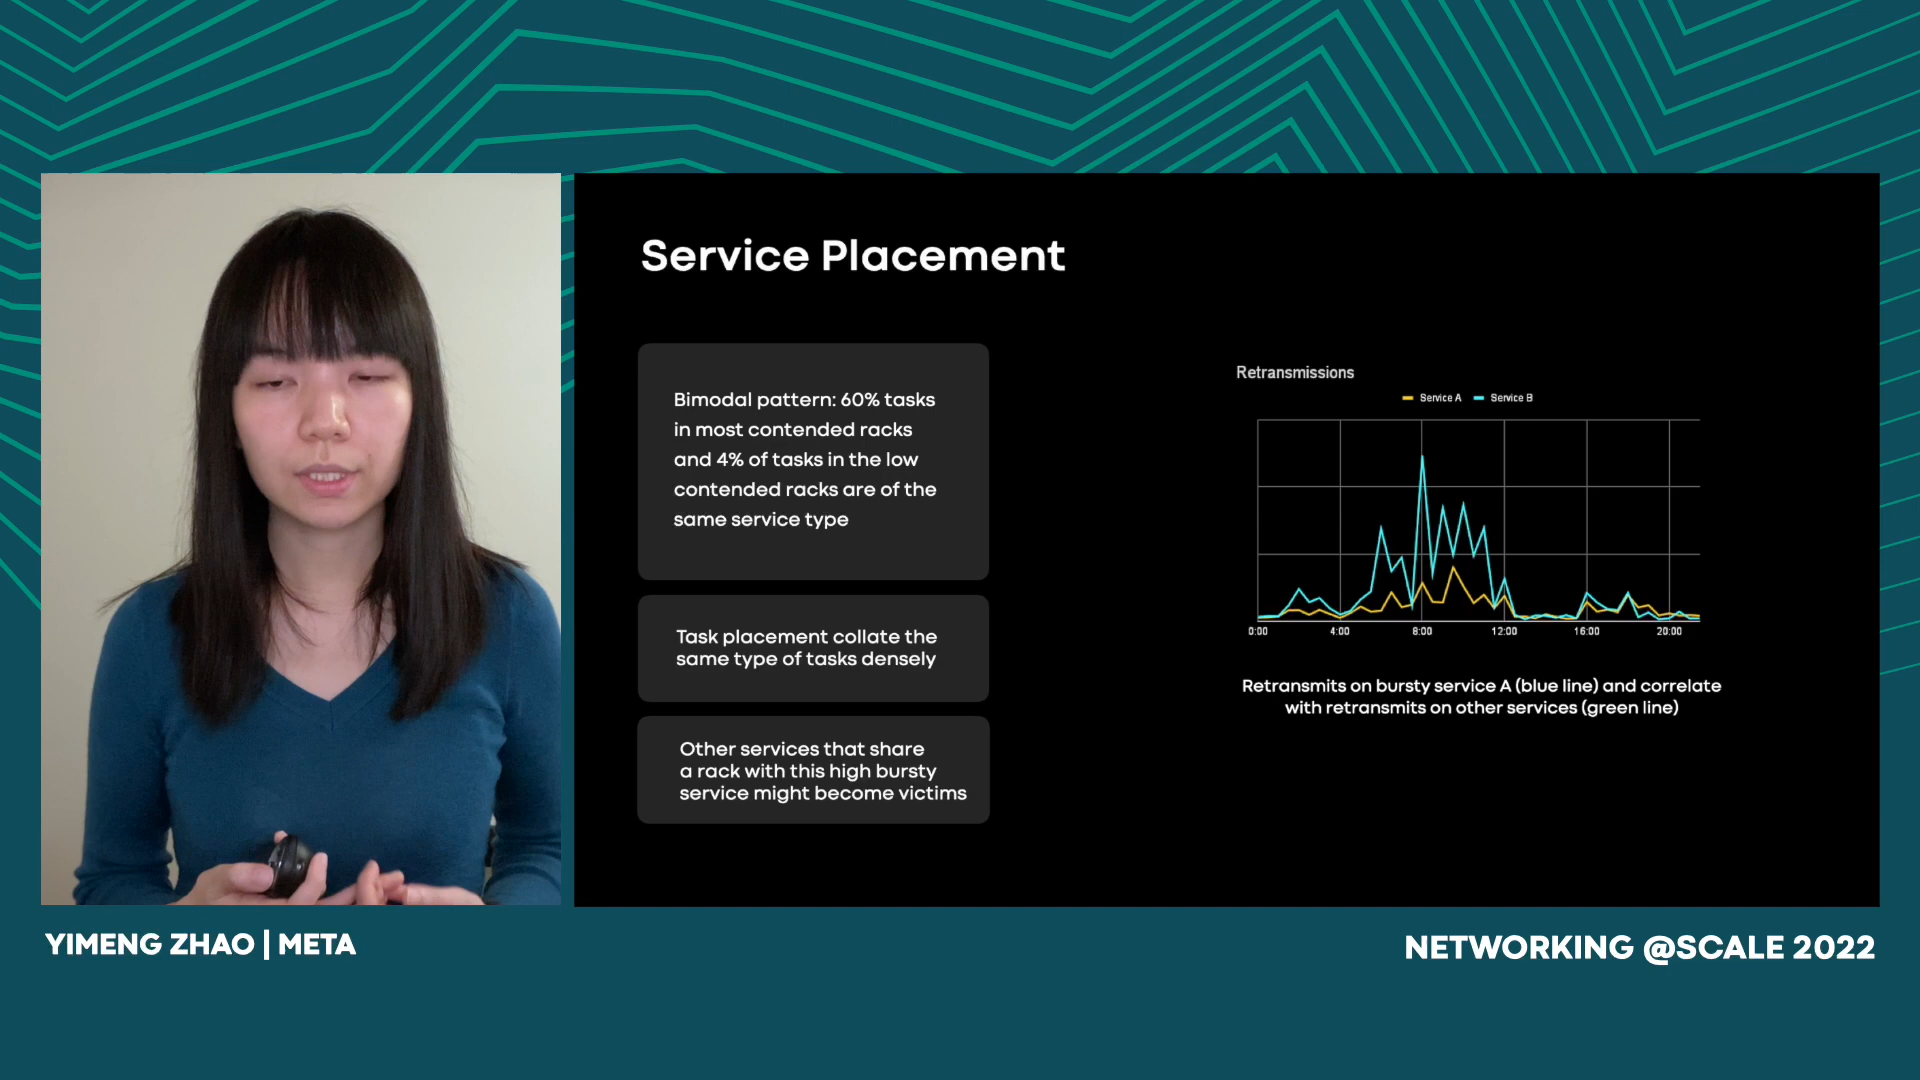 Service Placement
Bimodal pattern: 60% tasks
in most contended racks
and 4% of tasks in the low
contended racks are of the
same service type
Task placement collate the
same type of tasks densely
Other services that share
a rack with this high bursty
service might become victims
Retransmissions
Service A Service B
0:00 4:00 8:00 12:00 16:00 20:00
Retransmits on bursty service A (blue line) and correlate
with retransmits on other services (green line)
YIMENG ZHAO | META
NETWORKING @SCALE 2022